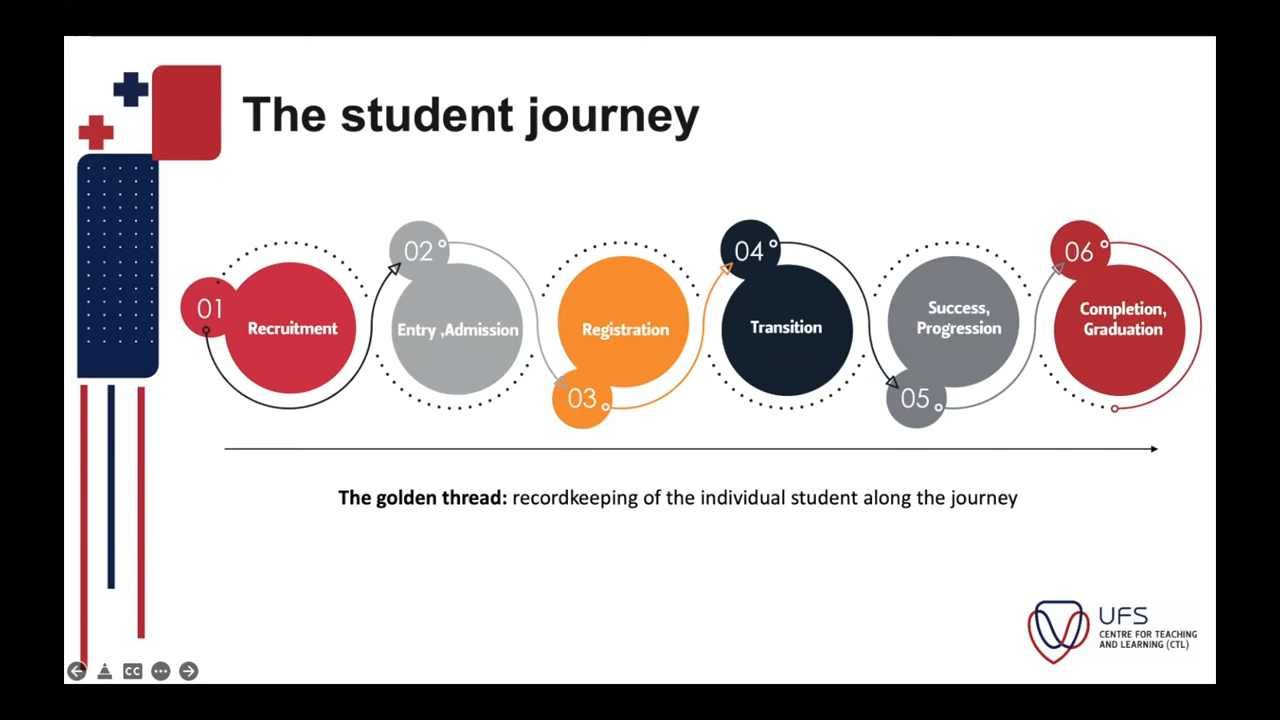 The student journey
01
Recruitment
02
Entry ,Admission
03
Registration
04
Transition
05
Success,
Progression
06
Completion,
Graduation
The golden thread: recordkeeping of the individual student along the journey
UFS
CENTRE FOR TEACHING
AND LEARNING (CTL)
CC